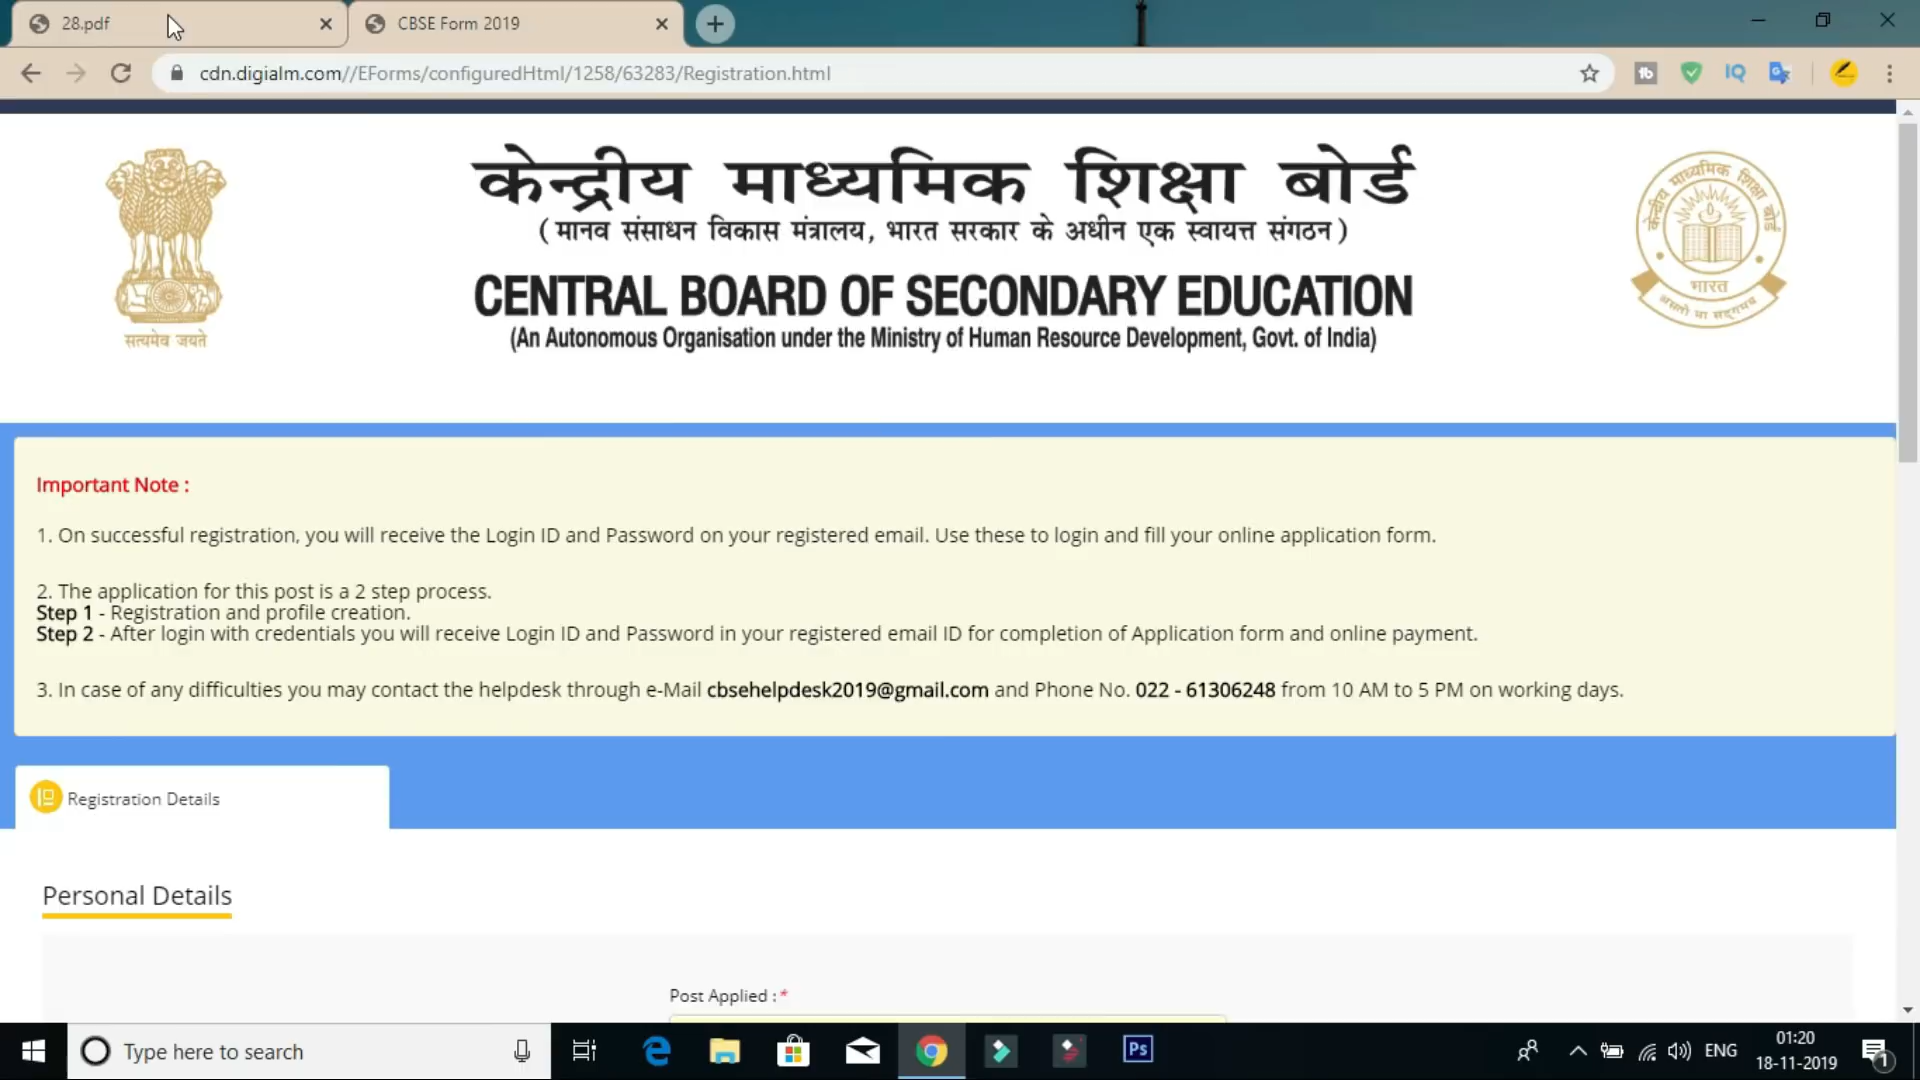 28.pdf
CBSE Form 2019
cdn.digialm.com//EForms/configuredHtml/1258/63283/Registration.html
केन्द्रीय माध्यमिक शिक्षा बोर्ड
( मानव संसाधन विकास मंत्रालय, भारत सरकार के अधीन एक स्वायत्त संगठन )
CENTRAL BOARD OF SECONDARY EDUCATION
(An Autonomous Organisation under the Ministry of Human Resource Development, Govt. of India)
सत्यमेव जयते
केन्द्रीय माध्यमिक शिक्षा बोर्ड
भारत
असतो मा सद्गमय
Important Note :
1. On successful registration, you will receive the Login ID and Password on your registered email. Use these to login and fill your online application form.
2. The application for this post is a 2 step process.
Step 1 - Registration and profile creation.
Step 2 - After login with credentials you will receive Login ID and Password in your registered email ID for completion of Application form and online payment.
3. In case of any difficulties you may contact the helpdesk through e-Mail cbsehelpdesk2019@gmail.com and Phone No. 022 - 61306248 from 10 AM to 5 PM on working days.
Registration Details
Personal Details
Post Applied : *
Type here to search
Ps
ENG
01:20
18-11-2019
1